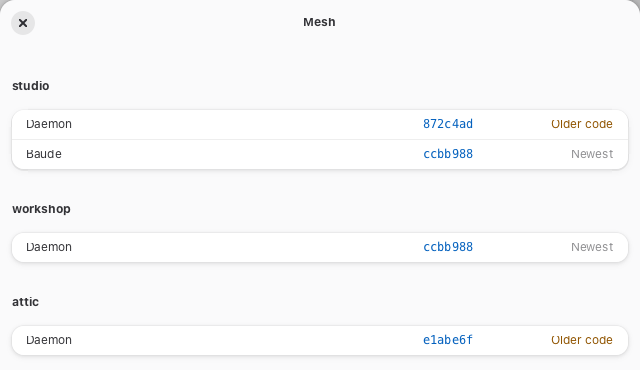 Mesh
studio
Daemon 872c4ad Older code
Baude ccbb988 Newest
workshop
Daemon ccbb988 Newest
attic
Daemon e1abe6f Older code